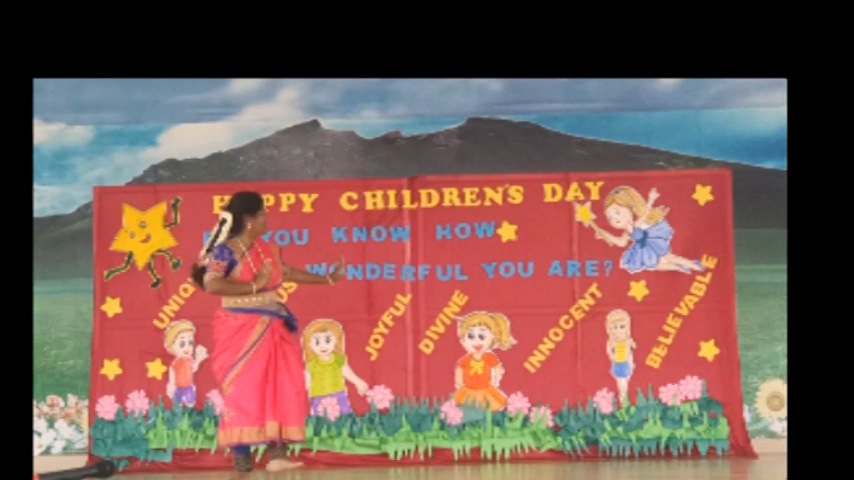 HAPPY CHILDREN'S DAY
YOU KNOW HOW
WONDERFUL YOU ARE?
JOYFUL
DIVINE
INNOCENT
BELIEVABLE